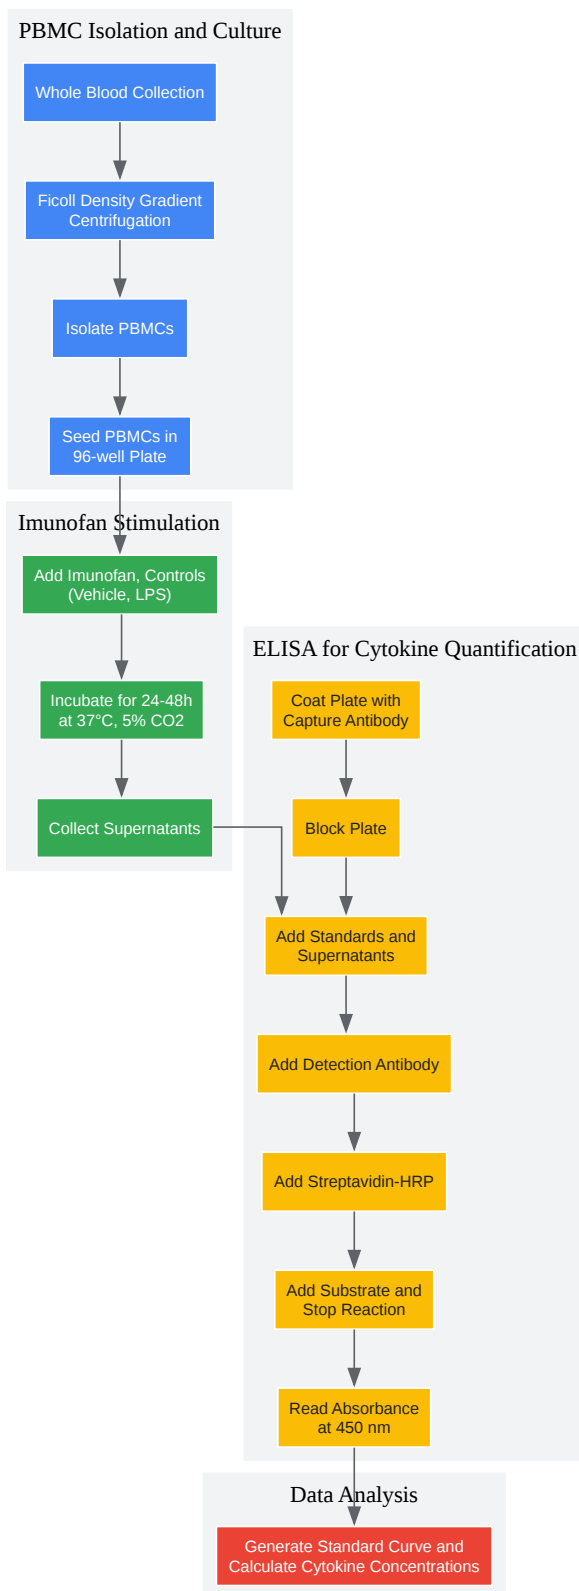 PBMC Isolation and Culture
Whole Blood Collection
Ficoll Density Gradient
Centrifugation
Isolate PBMCs
Seed PBMCs in
96-well Plate
Imunofan Stimulation
Add Imunofan, Controls
(Vehicle, LPS)
Incubate for 24-48h
at 37°C, 5% CO2
Collect Supernatants
ELISA for Cytokine Quantification
Coat Plate with
Capture Antibody
Block Plate
Add Standards and
Supernatants
Add Detection Antibody
Add Streptavidin-HRP
Add Substrate and
Stop Reaction
Read Absorbance
at 450 nm
Data Analysis
Generate Standard Curve and
Calculate Cytokine Concentrations